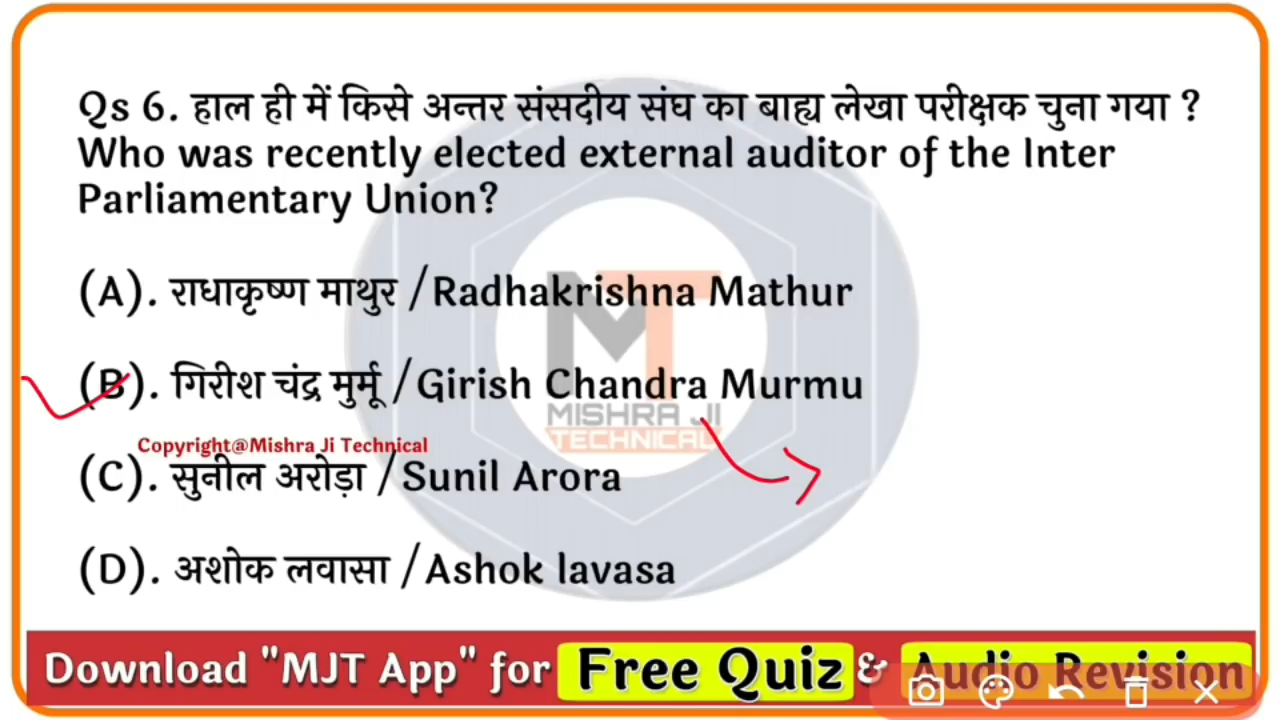 Qs 6. हाल ही में किसे अन्तर संसदीय संघ का बाह्य लेखा परीक्षक चुना गया ?
Who was recently elected external auditor of the Inter
Parliamentary Union?
(A). राधाकृष्ण माथुर /Radhakrishna Mathur
(B). गिरीश चंद्र मुर्मू /Girish Chandra Murmu
MISHRA JI
TECHNICAL
Copyright@Mishra Ji Technical
(C). सुनील अरोड़ा /Sunil Arora
(D). अशोक लवासा /Ashok lavasa
Download "MJT App" for Free Quiz & Audio Revision